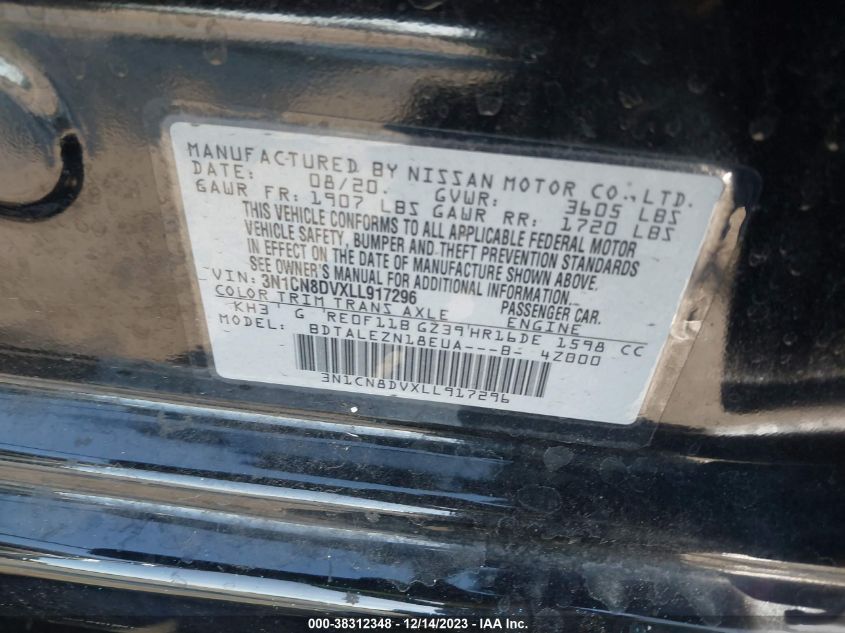 MANUFACTURED BY NISSAN MOTOR CO., LTD.
DATE: 08/20. GVWR: 3605 LBS
GAWR FR: 1907 LBS GAWR RR: 1720 LBS
THIS VEHICLE CONFORMS TO ALL APPLICABLE FEDERAL MOTOR
VEHICLE SAFETY, BUMPER AND THEFT PREVENTION STANDARDS
IN EFFECT ON THE DATE OF MANUFACTURE SHOWN ABOVE.
SEE OWNER'S MANUAL FOR ADDITIONAL INFORMATION.
VIN: 3N1CN8DVXLL917296 PASSENGER CAR.
COLOR TRIM TRANS AXLE ENGINE
KH3 G RE0F11B GZ39 HR16DE 1598 CC
MODEL: BDTALEZN18EUA---B- 4Z800
3N1CN8DVXLL917296
000-38312348 - 12/14/2023 - IAA Inc.